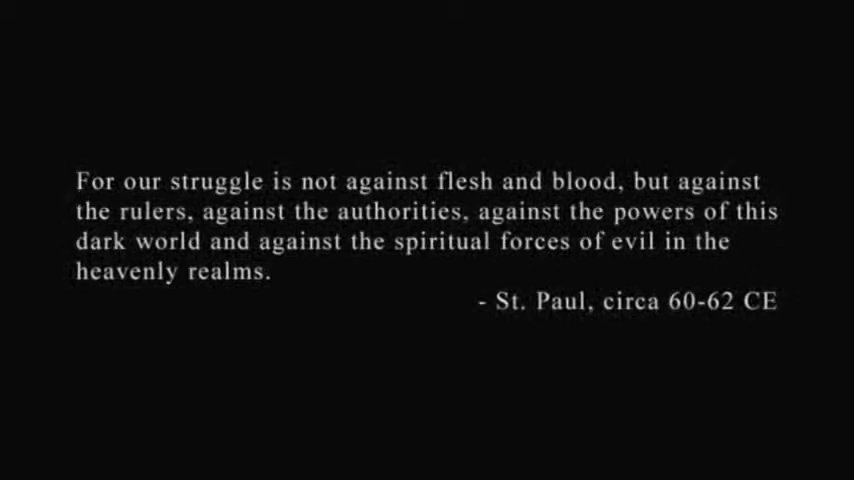 For our struggle is not against flesh and blood, but against
the rulers, against the authorities, against the powers of this
dark world and against the spiritual forces of evil in the
heavenly realms.
- St. Paul, circa 60-62 CE